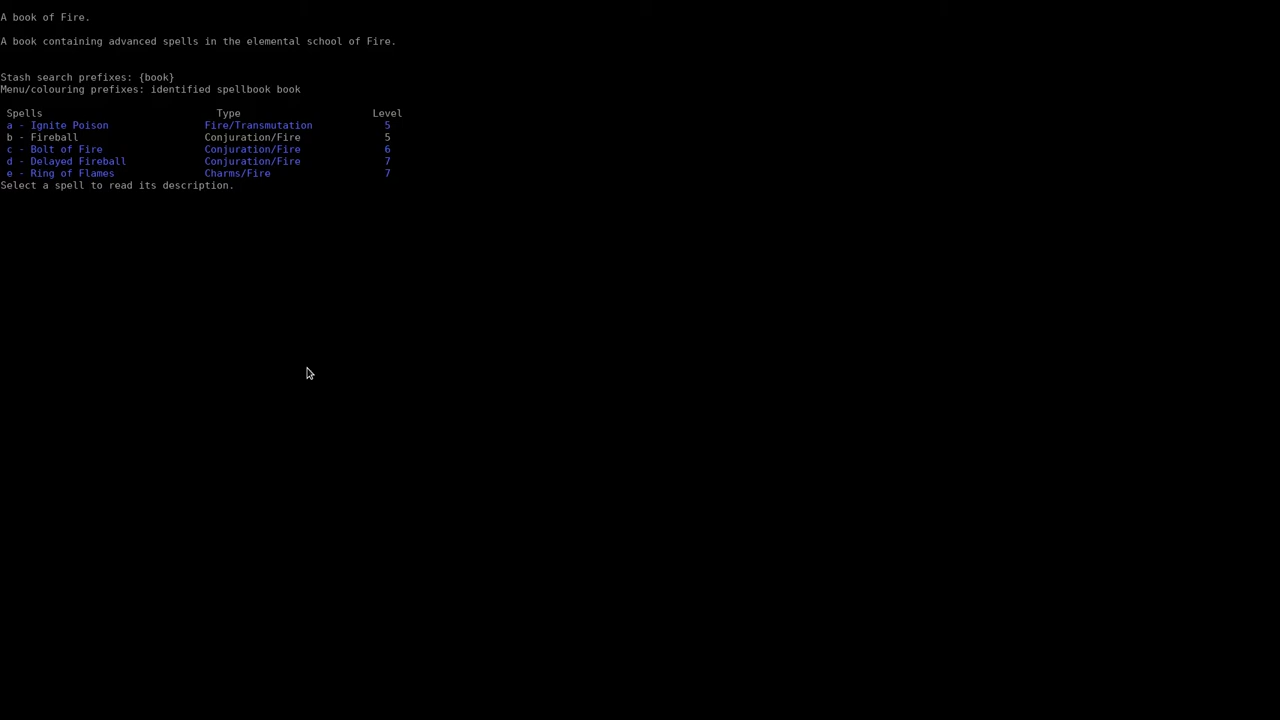 A book of Fire.
A book containing advanced spells in the elemental school of Fire.
Stash search prefixes: {book}
Menu/colouring prefixes: identified spellbook book
Spells Type Level
a - Ignite Poison Fire/Transmutation 5
b - Fireball Conjuration/Fire 5
c - Bolt of Fire Conjuration/Fire 6
d - Delayed Fireball Conjuration/Fire 7
e - Ring of Flames Charms/Fire 7
Select a spell to read its description.